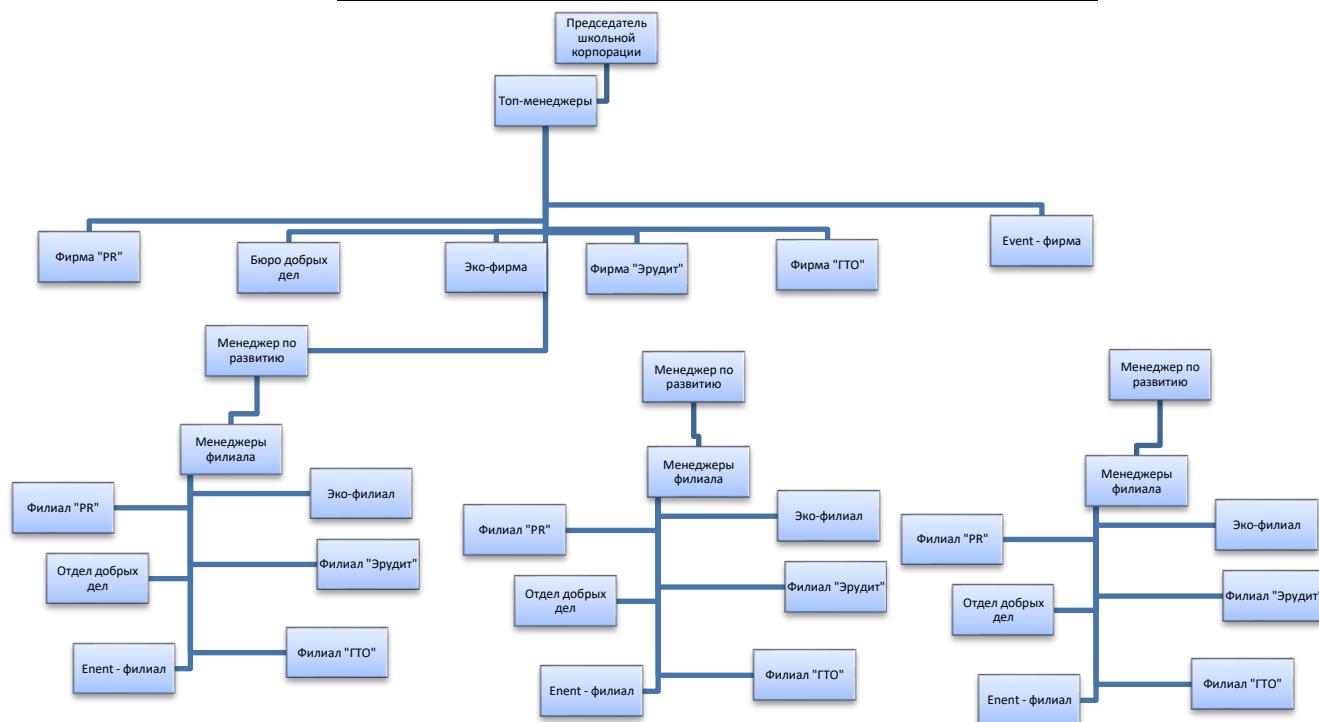 Председатель
школьной
корпорации
Топ-менеджеры
Фирма "PR"
Бюро добрых
дел
Эко-фирма
Фирма "Эрудит"
Фирма "ГТО"
Event - фирма
Менеджер по
развитию
Менеджеры
филиала
Филиал "PR"
Эко-филиал
Отдел добрых
дел
Филиал "Эрудит"
Enent - филиал
Филиал "ГТО"
Менеджер по
развитию
Менеджеры
филиала
Филиал "PR"
Эко-филиал
Отдел добрых
дел
Филиал "Эрудит"
Enent - филиал
Филиал "ГТО"
Менеджер по
развитию
Менеджеры
филиала
Филиал "PR"
Эко-филиал
Отдел добрых
дел
Филиал "Эрудит"
Enent - филиал
Филиал "ГТО"